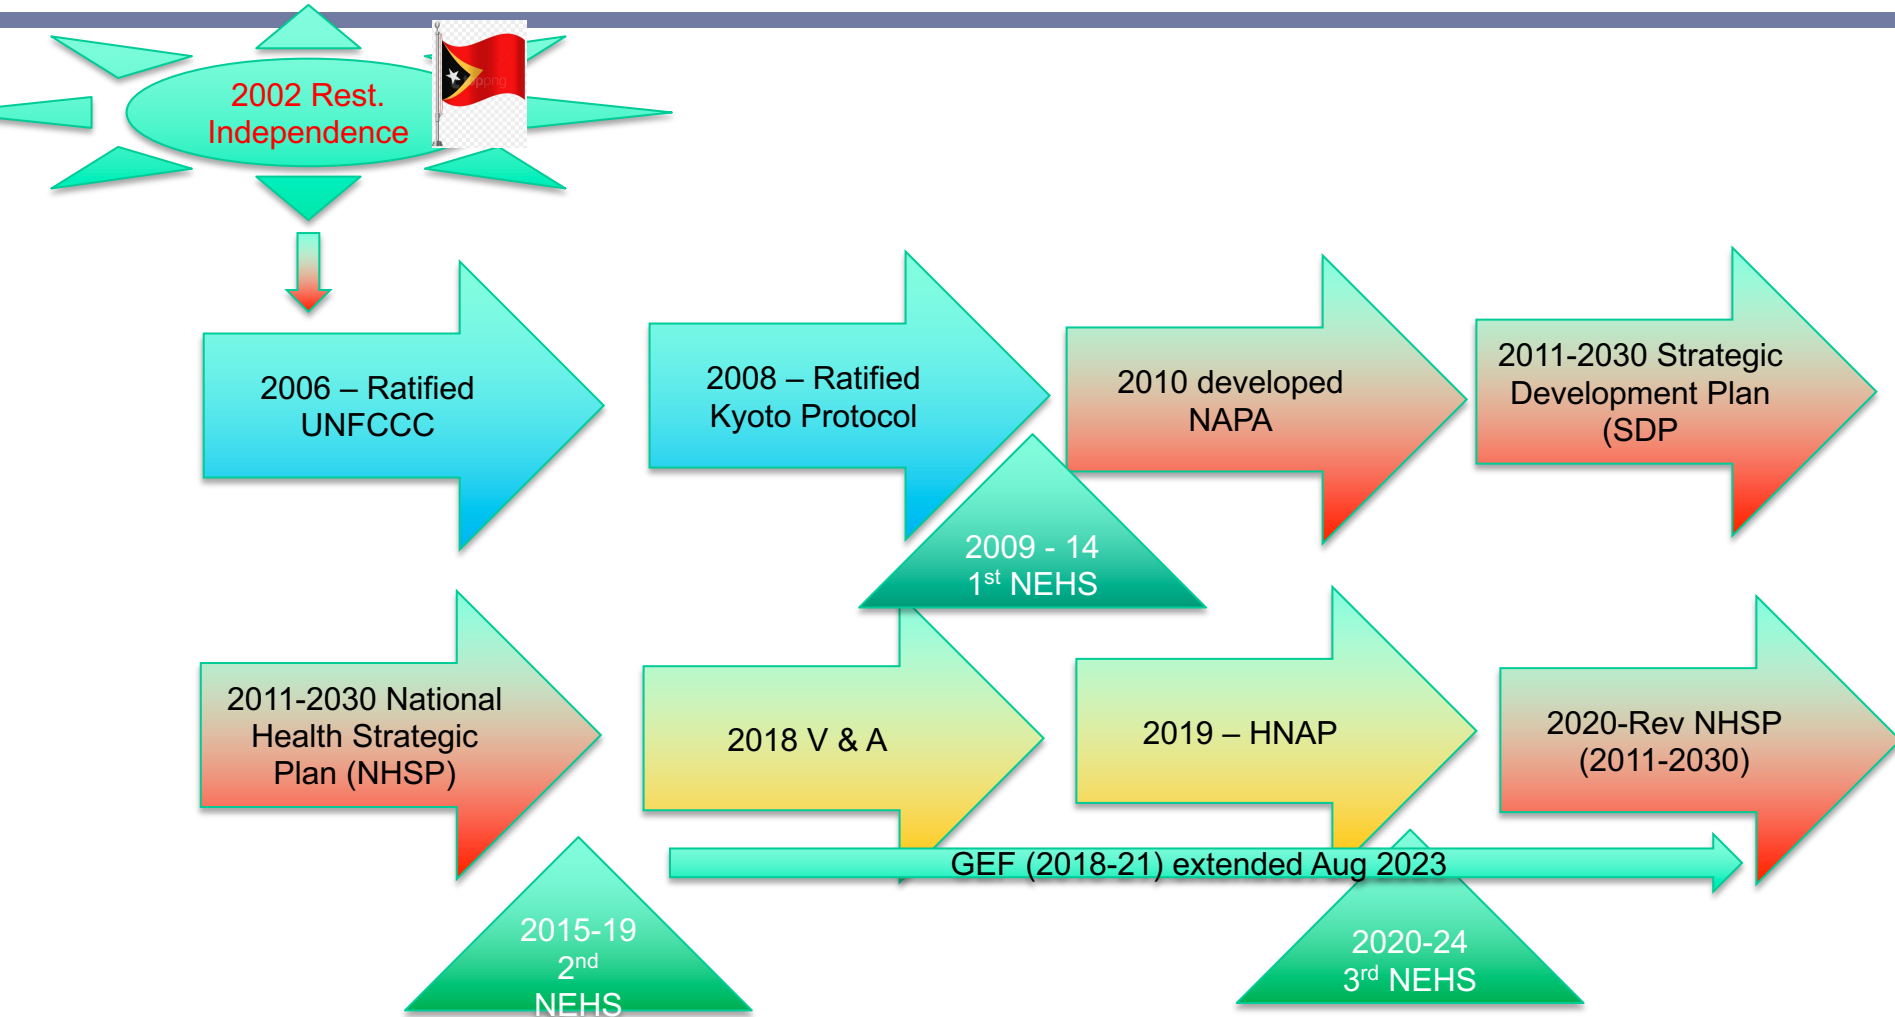 2002 Rest.
Independence
2006 – Ratified
UNFCCC
2008 – Ratified
Kyoto Protocol
2010 developed
NAPA
2011-2030 Strategic
Development Plan
(SDP
2009 - 14
1st NEHS
2011-2030 National
Health Strategic
Plan (NHSP)
2018 V & A
2019 – HNAP
2020-Rev NHSP
(2011-2030)
GEF (2018-21) extended Aug 2023
2015-19
2nd
NEHS
2020-24
3rd NEHS